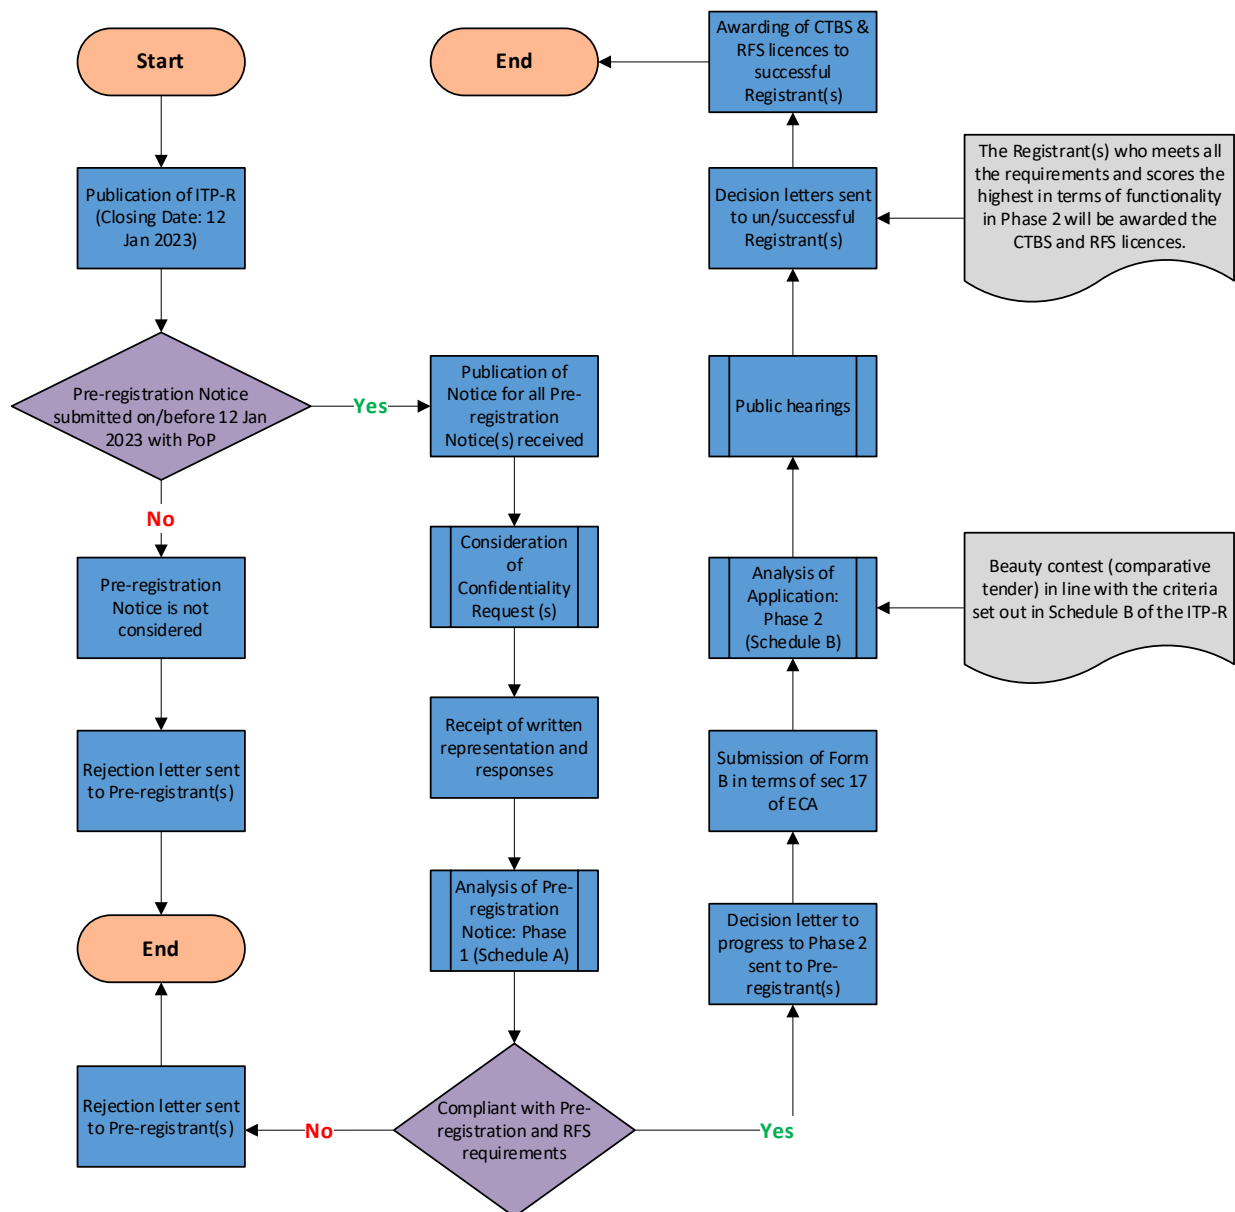 Start
Publication of ITP-R
(Closing Date: 12
Jan 2023)
Pre-registration Notice
submitted on/before 12 Jan
2023 with PoP
Yes
No
Pre-registration
Notice is not
considered
Rejection letter sent
to Pre-registrant(s)
End
Rejection letter sent
to Pre-registrant(s)
Publication of
Notice for all Pre-
registration
Notice(s) received
Consideration
of
Confidentiality
Request (s)
Receipt of written
representation and
responses
Analysis of Pre-
registration
Notice: Phase
1 (Schedule A)
Compliant with Pre-
registration and RFS
requirements
No
Yes
Decision letter to
progress to Phase 2
sent to Pre-
registrant(s)
Submission of Form
B in terms of sec 17
of ECA
Analysis of
Application:
Phase 2
(Schedule B)
Beauty contest (comparative
tender) in line with the criteria
set out in Schedule B of the ITP-R
Public hearings
Decision letters sent
to un/successful
Registrant(s)
The Registrant(s) who meets all
the requirements and scores the
highest in terms of functionality
in Phase 2 will be awarded the
CTBS and RFS licences.
Awarding of CTBS &
RFS licences to
successful
Registrant(s)
End